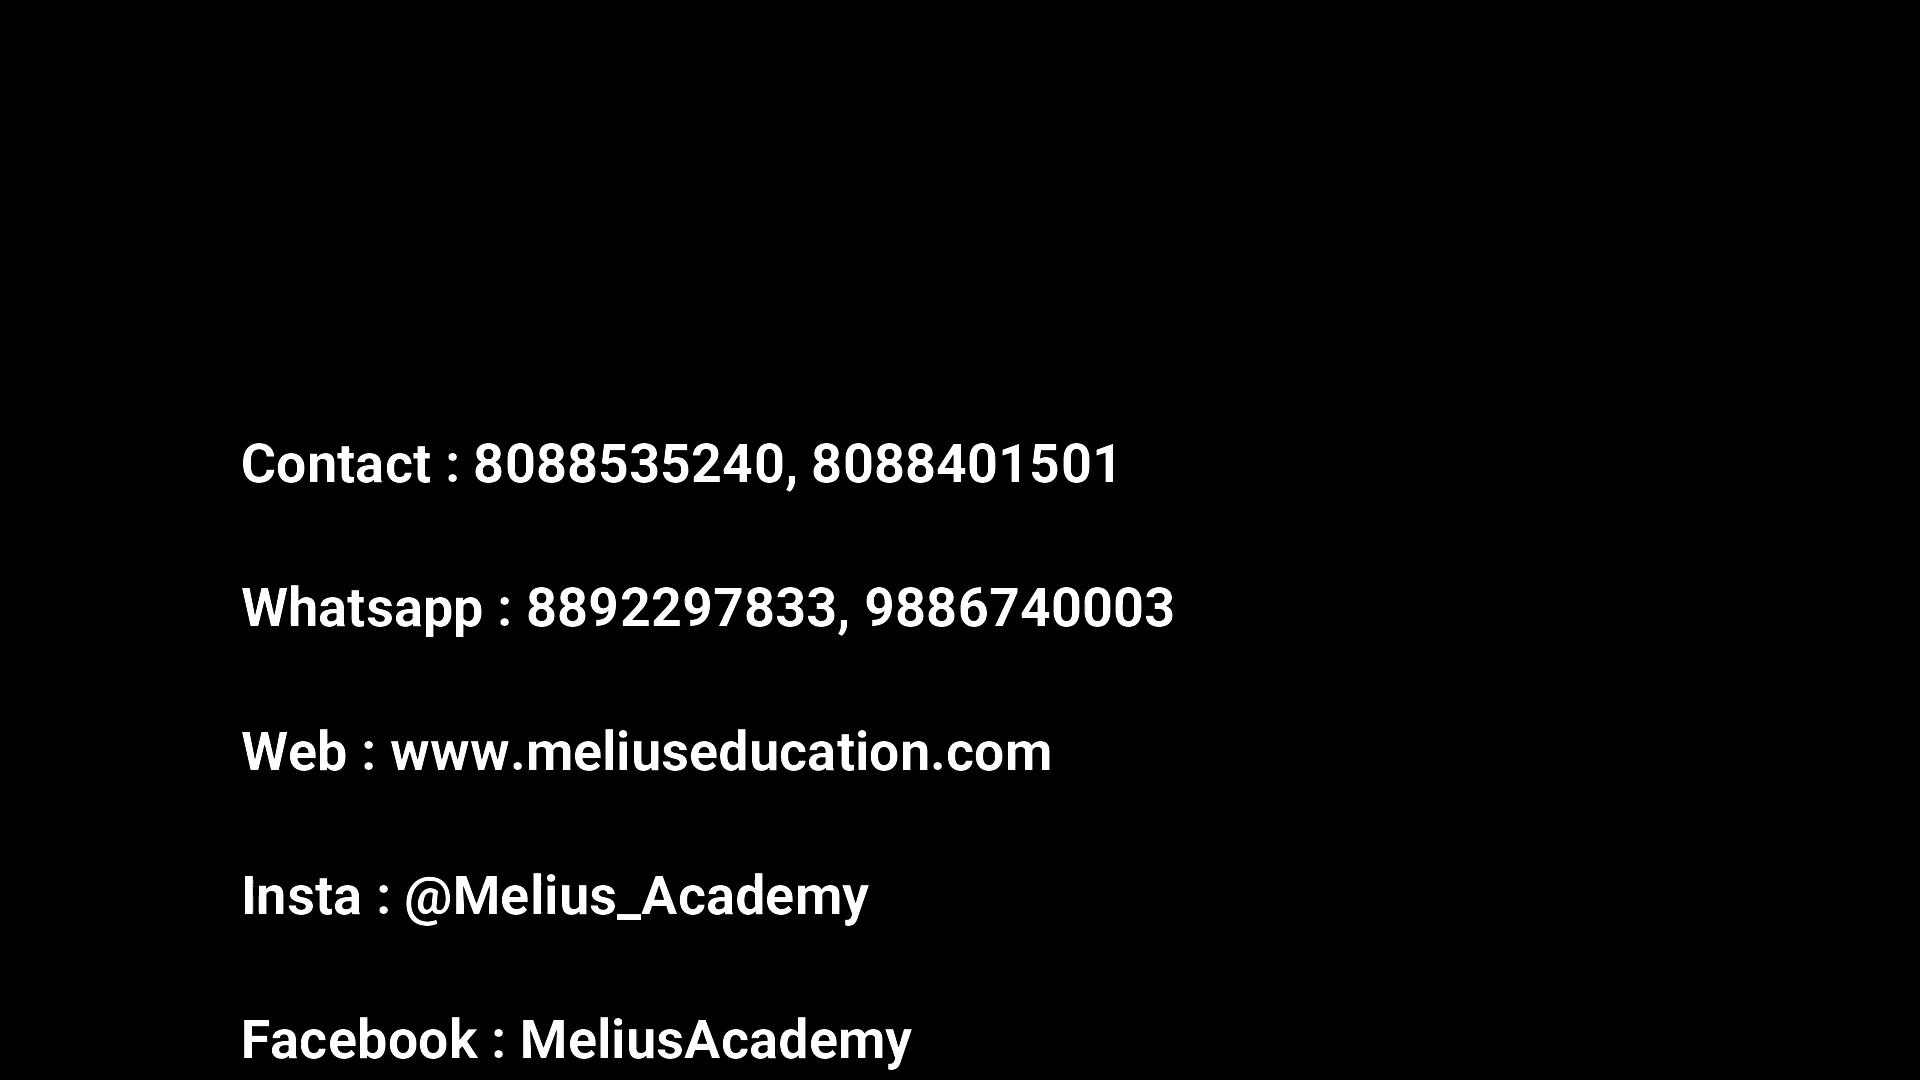 Contact : 8088535240, 8088401501
Whatsapp : 8892297833, 9886740003
Web : www.meliuseducation.com
Insta : @Melius_Academy
Facebook : MeliusAcademy